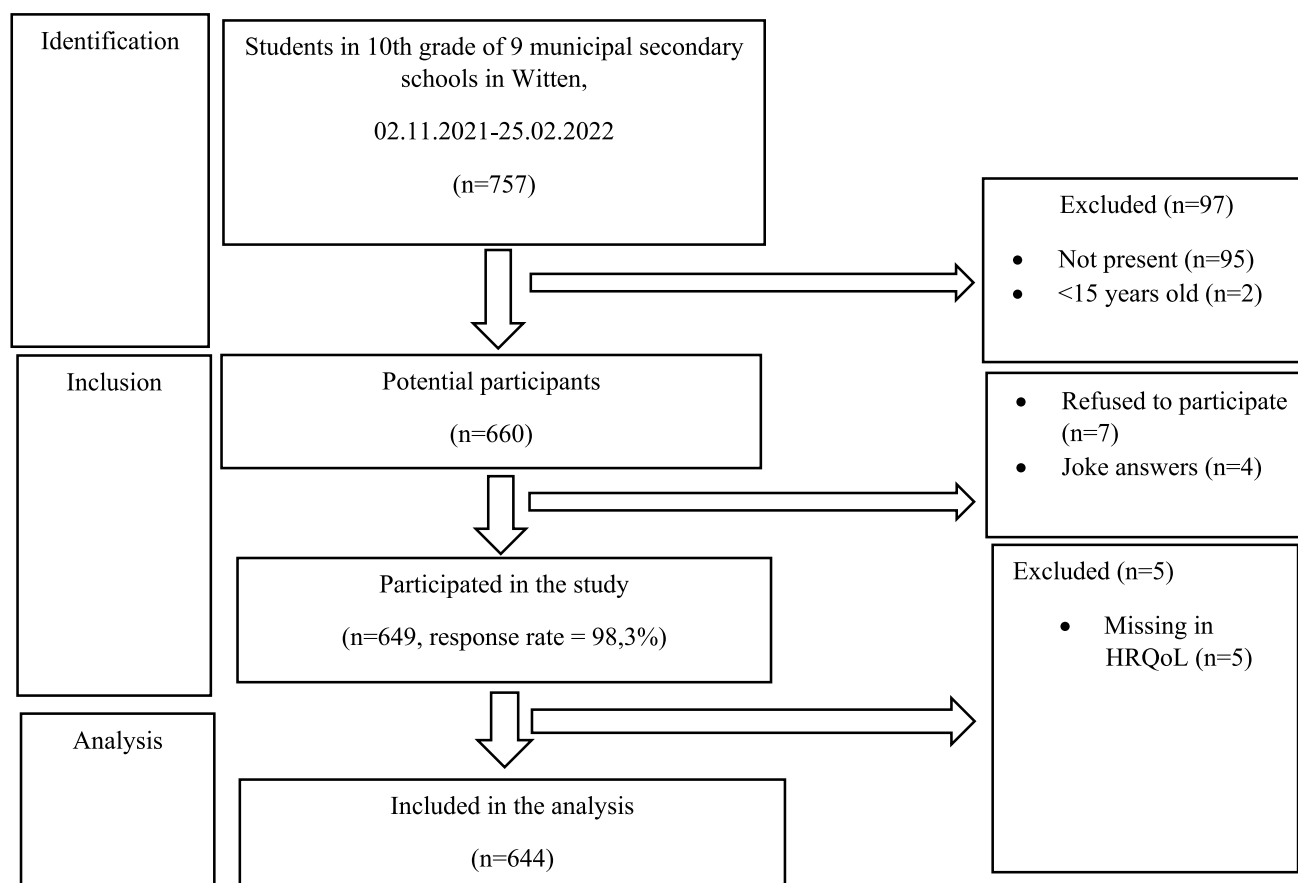 Identification
Students in 10th grade of 9 municipal secondary
schools in Witten,
02.11.2021-25.02.2022
(n=757)
Excluded (n=97)
• Not present (n=95)
• <15 years old (n=2)
Inclusion
Potential participants
(n=660)
• Refused to participate
(n=7)
• Joke answers (n=4)
Participated in the study
(n=649, response rate = 98,3%)
Excluded (n=5)
• Missing in
HRQoL (n=5)
Analysis
Included in the analysis
(n=644)